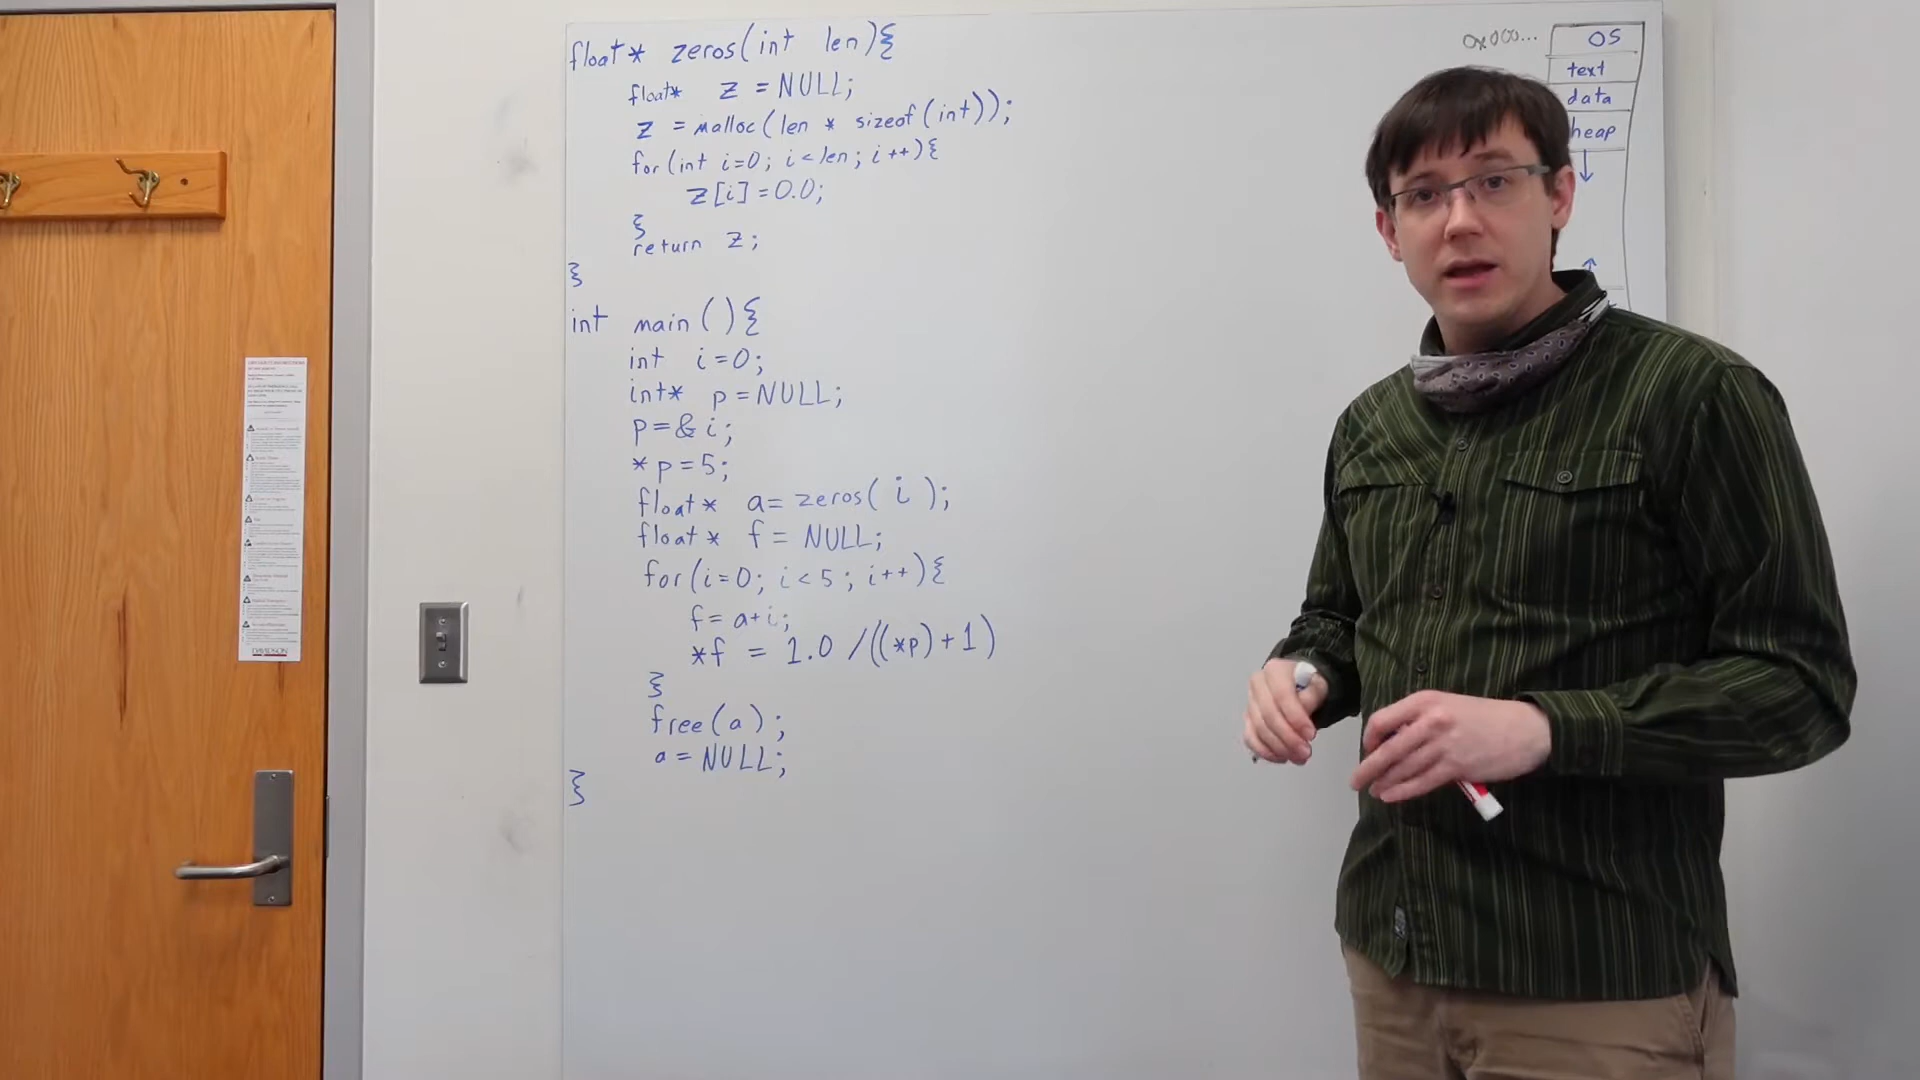 float* zeros(int len){
float* z = NULL;
z = malloc(len * sizeof(int));
for(int i=0; i<len; i++){
z[i]=0.0;
}
return z;
}
int main(){
int i=0;
int* p=NULL;
p=&i;
*p=5;
float* a=zeros( i );
float* f= NULL;
for(i=0; i<5; i++){
f=a+i;
*f = 1.0 /((*p)+1)
}
free(a);
a=NULL;
}
0x000...
OS
text
data
heap
DAVIDSON